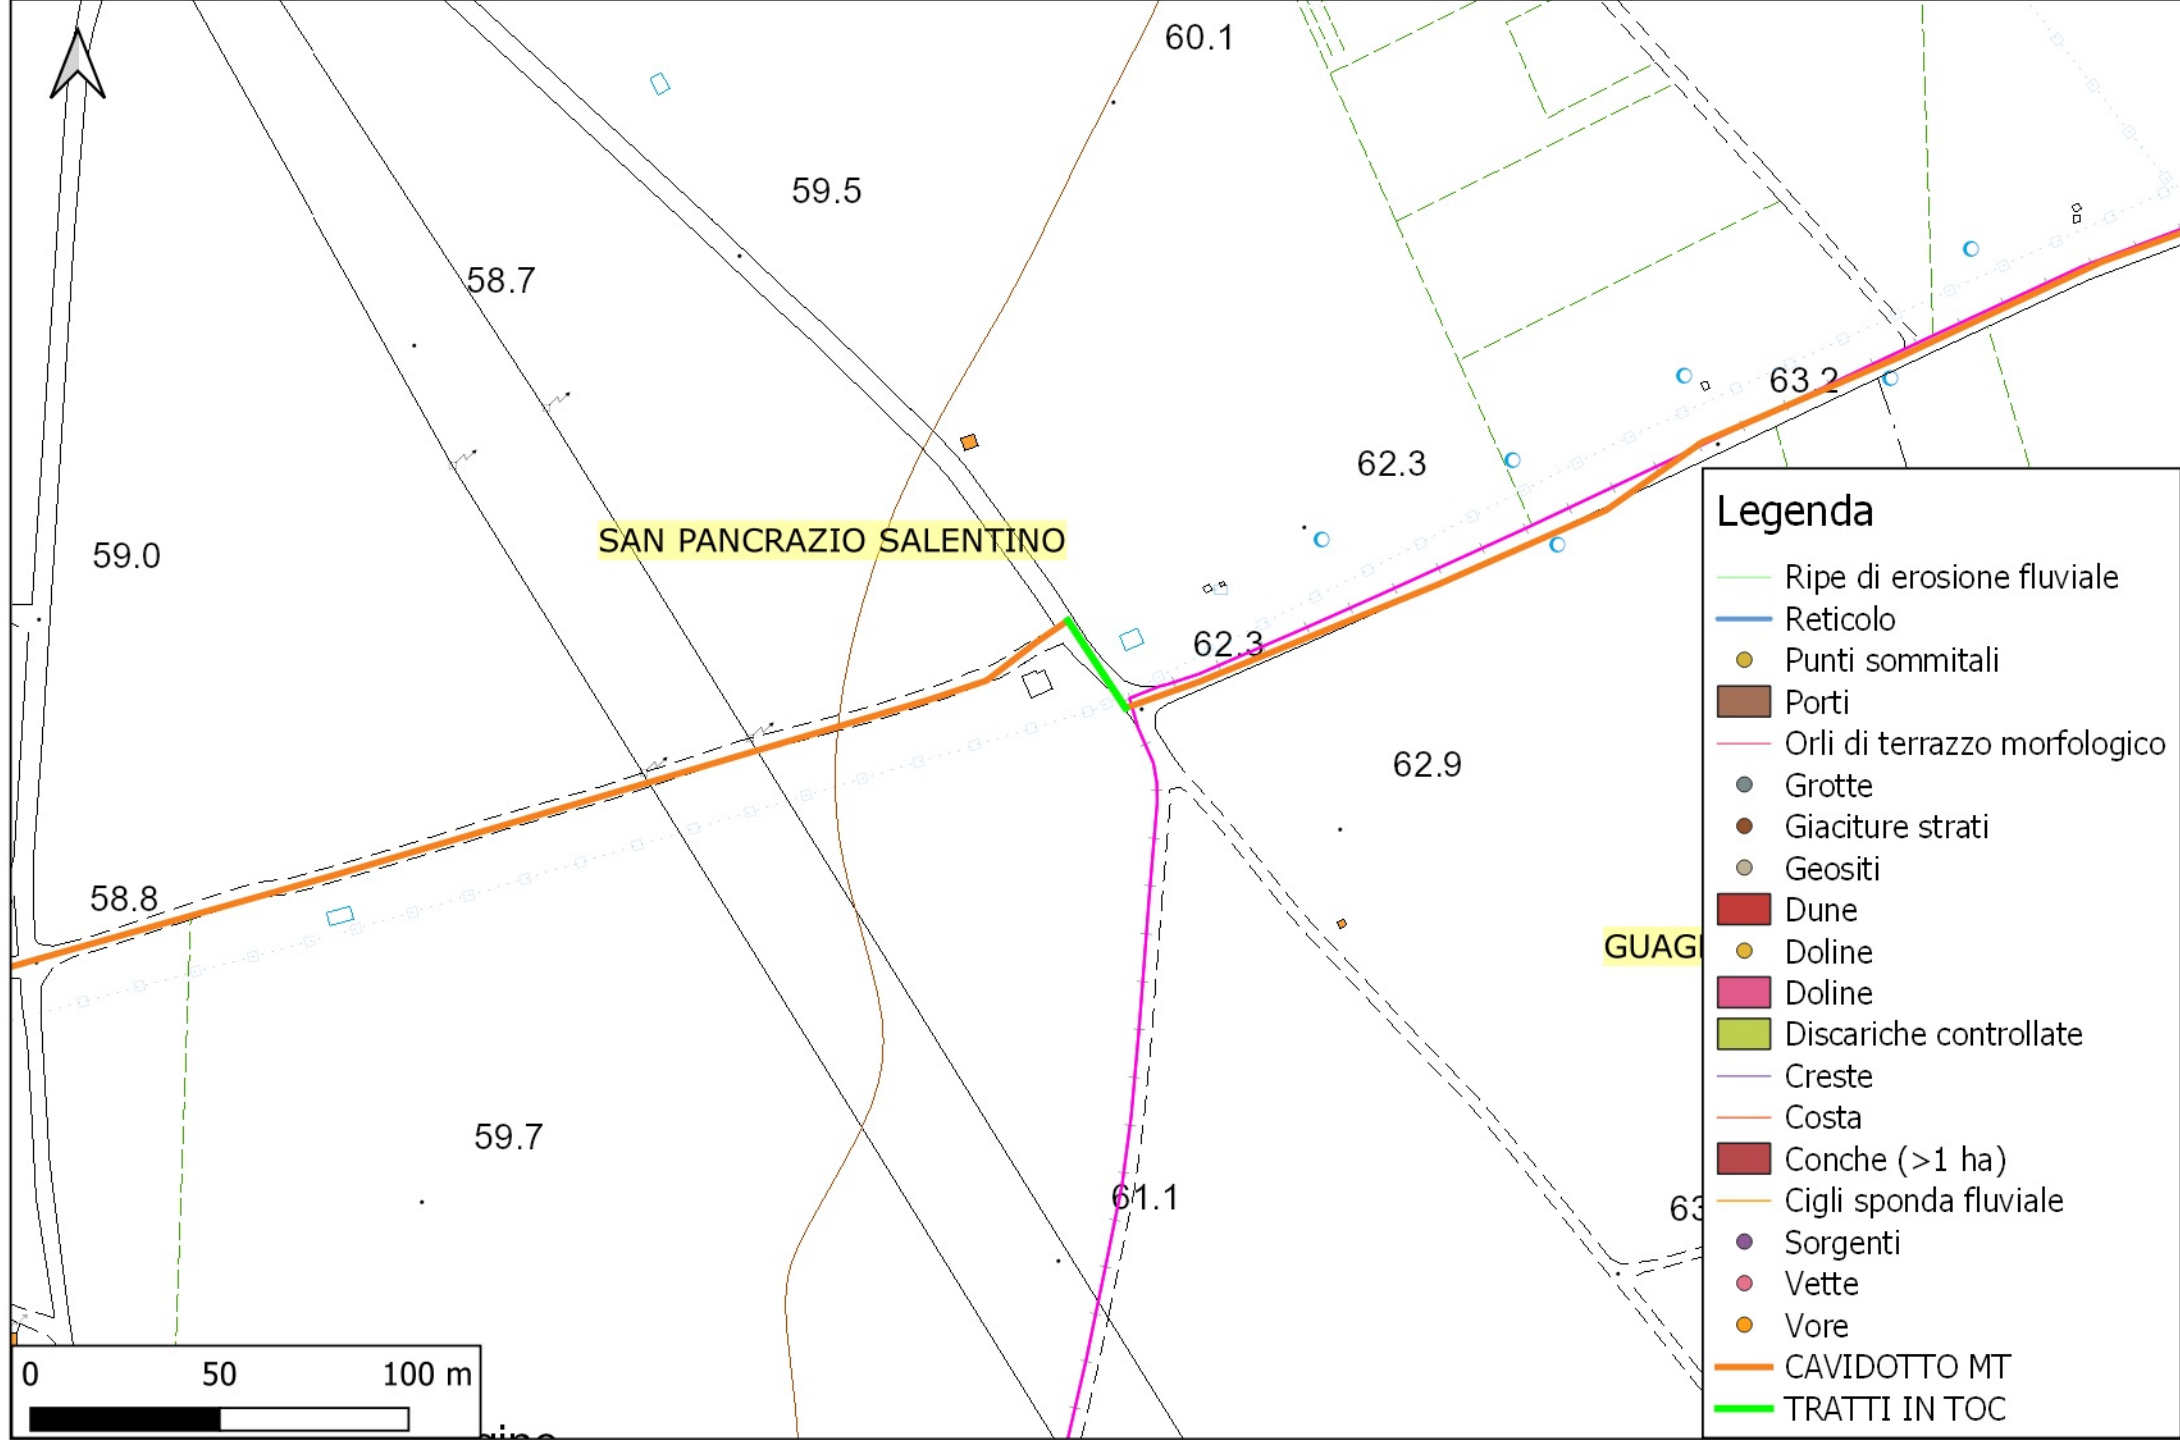 60.1
59.5
58.7
63.2
62.3
SAN PANCRAZIO SALENTINO
59.0
62.3
62.9
58.8
GUAG
59.7
61.1
63
Legenda
Ripe di erosione fluviale
Reticolo
Punti sommitali
Porti
Orli di terrazzo morfologico
Grotte
Giaciture strati
Geositi
Dune
Doline
Doline
Discariche controllate
Creste
Costa
Conche (>1 ha)
Cigli sponda fluviale
Sorgenti
Vette
Vore
CAVIDOTTO MT
TRATTI IN TOC
0 50 100 m